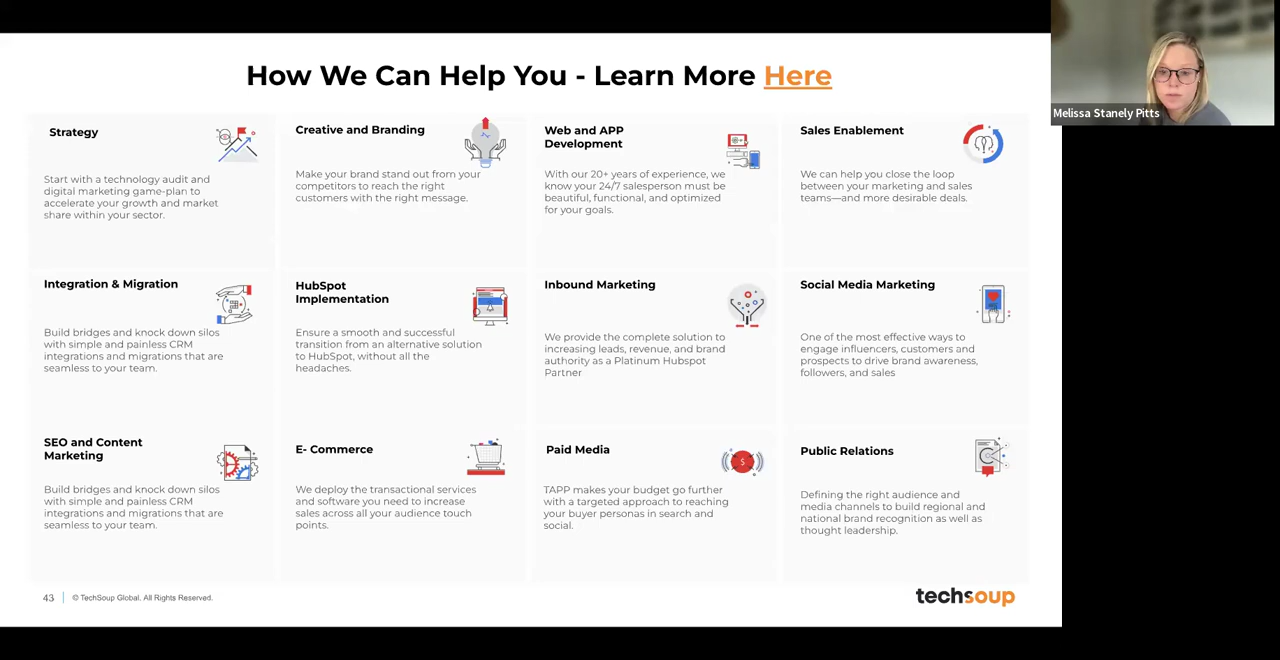 How We Can Help You - Learn More Here
Melissa Stanely Pitts
Strategy
Start with a technology audit and
digital marketing game-plan to
accelerate your growth and market
share within your sector.
Creative and Branding
Make your brand stand out from your
competitors to reach the right
customers with the right message.
Web and APP
Development
With our 20+ years of experience, we
know your 24/7 salesperson must be
beautiful, functional, and optimized
for your goals.
Sales Enablement
We can help you close the loop
between your marketing and sales
teams—and more desirable deals.
Integration & Migration
Build bridges and knock down silos
with simple and painless CRM
integrations and migrations that are
seamless to your team.
HubSpot
Implementation
Ensure a smooth and successful
transition from an alternative solution
to HubSpot, without all the
headaches.
Inbound Marketing
We provide the complete solution to
increasing leads, revenue, and brand
authority as a Platinum Hubspot
Partner
Social Media Marketing
One of the most effective ways to
engage influencers, customers and
prospects to drive brand awareness,
followers, and sales
SEO and Content
Marketing
Build bridges and knock down silos
with simple and painless CRM
integrations and migrations that are
seamless to your team.
E- Commerce
We deploy the transactional services
and software you need to increase
sales across all your audience touch
points.
Paid Media
TAPP makes your budget go further
with a targeted approach to reaching
your buyer personas in search and
social.
Public Relations
Defining the right audience and
media channels to build regional and
national brand recognition as well as
thought leadership.
43 | © TechSoup Global. All Rights Reserved.
techsoup